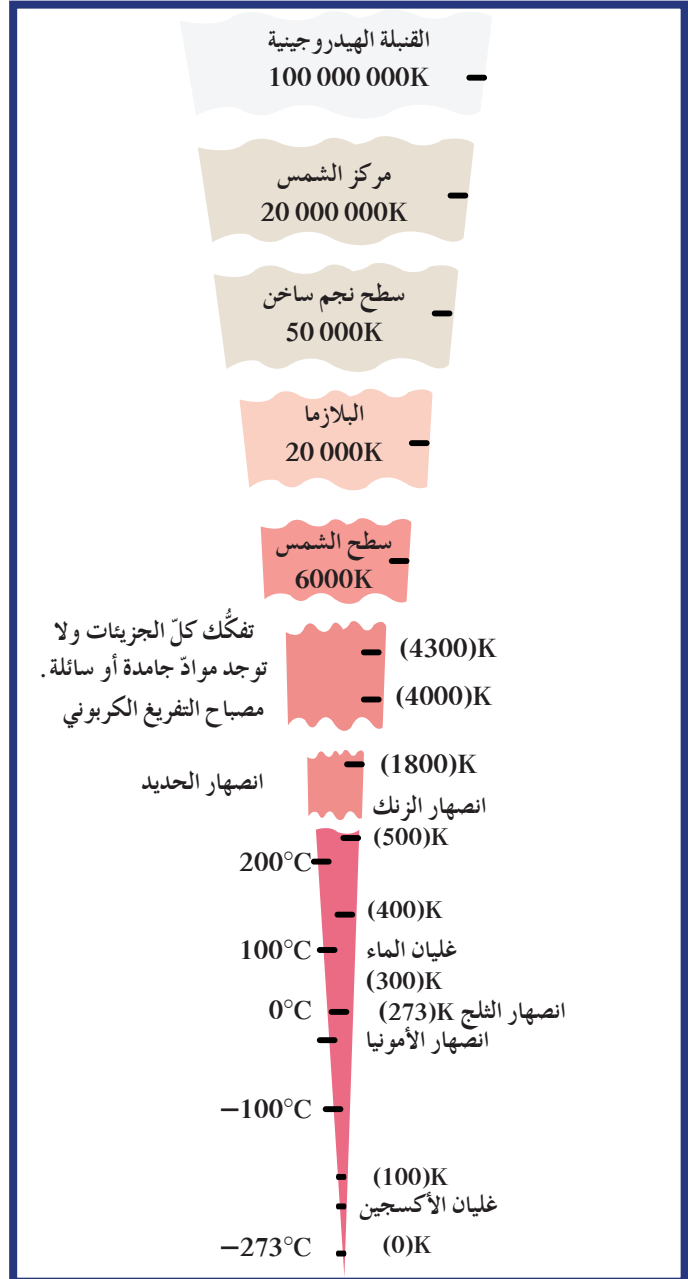 القنبلة الهيدروجينية
100 000 000K
مركز الشمس
20 000 000K
سطح نجم ساخن
50 000K
البلازما
20 000K
سطح الشمس
6000K
تفكُّك كلّ الجزيئات ولا
توجد موادّ جامدة أو سائلة.
(4300)K
مصباح التفريغ الكربوني
(4000)K
(1800)K
انصهار الحديد
انصهار الزنك
(500)K
200°C
(400)K
غليان الماء
100°C
(300)K
انصهار الثلج (273)K
0°C
انصهار الأمونيا
–100°C
(100)K
غليان الأكسجين
(0)K
–273°C